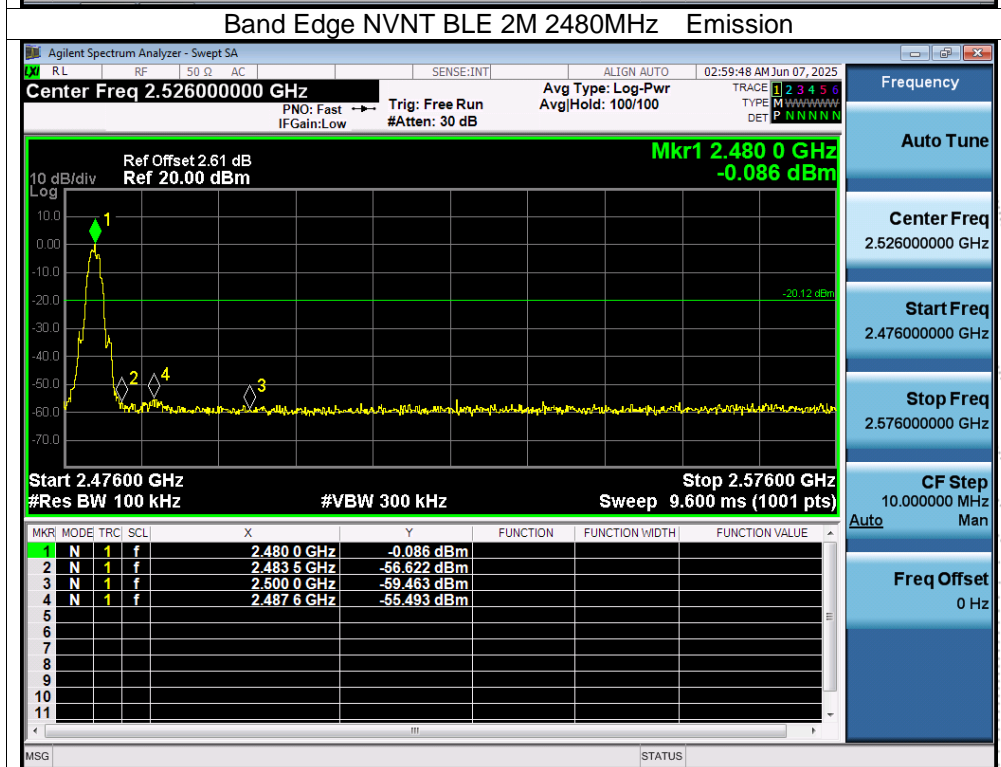 Band Edge NVNT BLE 2M 2480MHz Emission
Agilent Spectrum Analyzer - Swept SA
LXI RL RF 50 Ω AC SENSE:INT ALIGN AUTO 02:59:48 AM Jun 07, 2025
Center Freq 2.526000000 GHz
PNO: Fast
IFGain:Low
Trig: Free Run
#Atten: 30 dB
Avg Type: Log-Pwr
Avg|Hold: 100/100
TRACE 1 2 3 4 5 6
TYPE M WWWWW
DET P N N N N N
Mkr1 2.480 0 GHz
-0.086 dBm
Ref Offset 2.61 dB
10 dB/div Ref 20.00 dBm
Log
10.0
0.00
-10.0
-20.0
-30.0
-40.0
-50.0
-60.0
-70.0
1
-20.12 dBm
2
4
3
Start 2.47600 GHz Stop 2.57600 GHz
#Res BW 100 kHz #VBW 300 kHz Sweep 9.600 ms (1001 pts)
MKR MODE TRC SCL X Y FUNCTION FUNCTION WIDTH FUNCTION VALUE
1 N 1 f 2.480 0 GHz -0.086 dBm
2 N 1 f 2.483 5 GHz -56.622 dBm
3 N 1 f 2.500 0 GHz -59.463 dBm
4 N 1 f 2.487 6 GHz -55.493 dBm
5
6
7
8
9
10
11
MSG STATUS
Frequency
Auto Tune
Center Freq
2.526000000 GHz
Start Freq
2.476000000 GHz
Stop Freq
2.576000000 GHz
CF Step
10.000000 MHz
Auto Man
Freq Offset
0 Hz